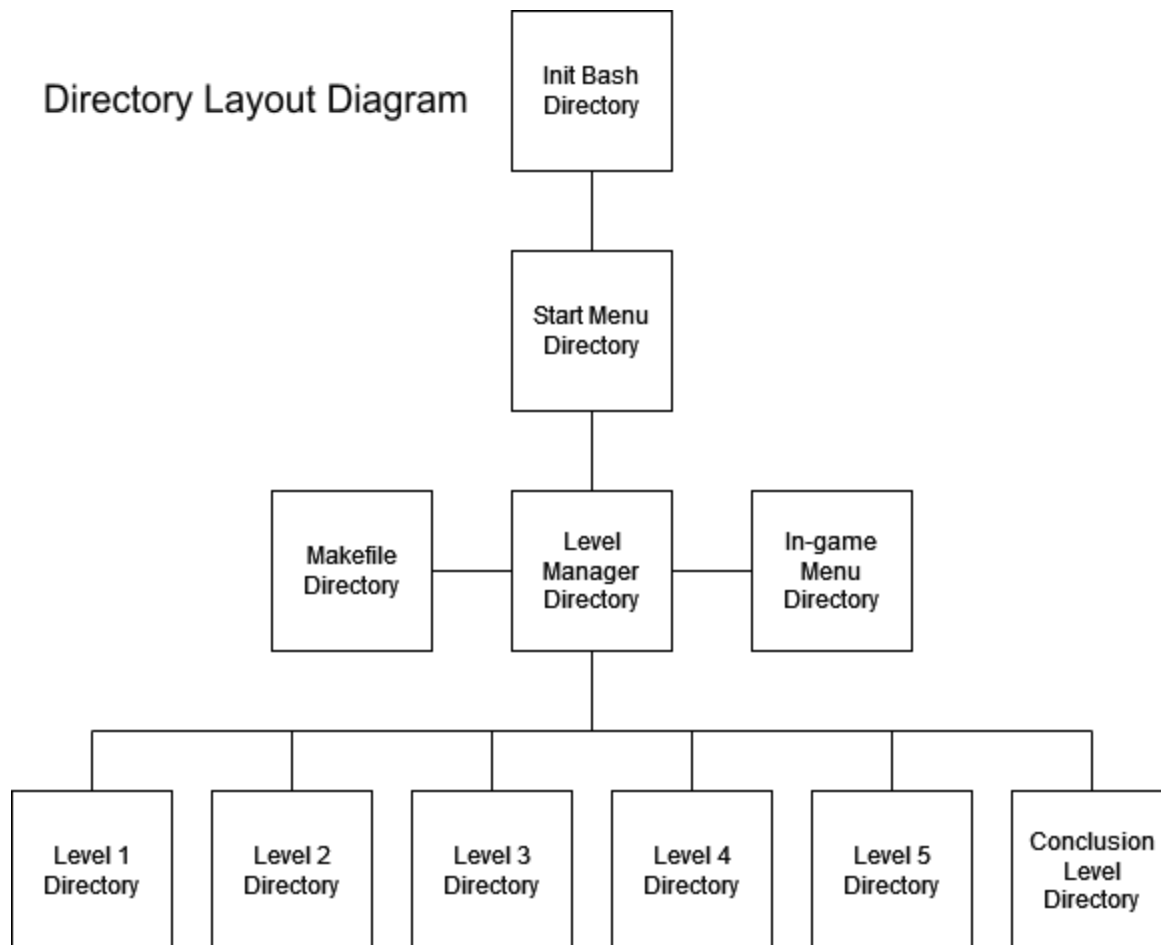 Directory Layout Diagram
Init Bash
Directory
Start Menu
Directory
Makefile
Directory
Level
Manager
Directory
In-game
Menu
Directory
Level 1
Directory
Level 2
Directory
Level 3
Directory
Level 4
Directory
Level 5
Directory
Conclusion
Level
Directory